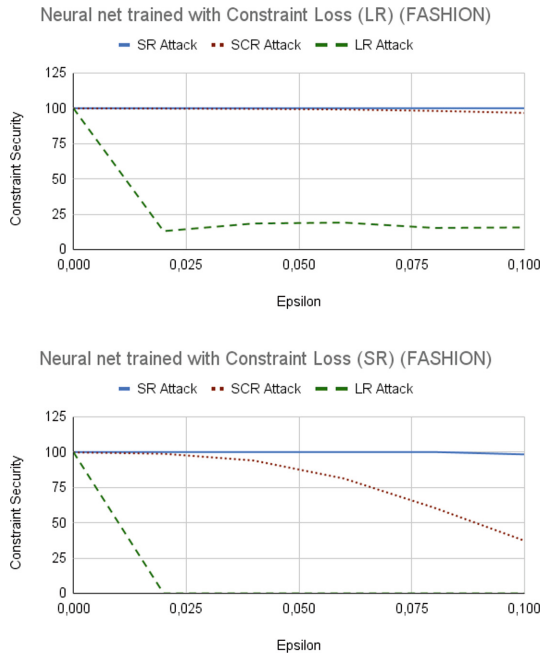 Neural net trained with Constraint Loss (LR) (FASHION)
SR Attack SCR Attack LR Attack
125
100
75
50
25
0
Constraint Security
0,000 0,025 0,050 0,075 0,100
Epsilon
Neural net trained with Constraint Loss (SR) (FASHION)
SR Attack SCR Attack LR Attack
125
100
75
50
25
0
Constraint Security
0,000 0,025 0,050 0,075 0,100
Epsilon